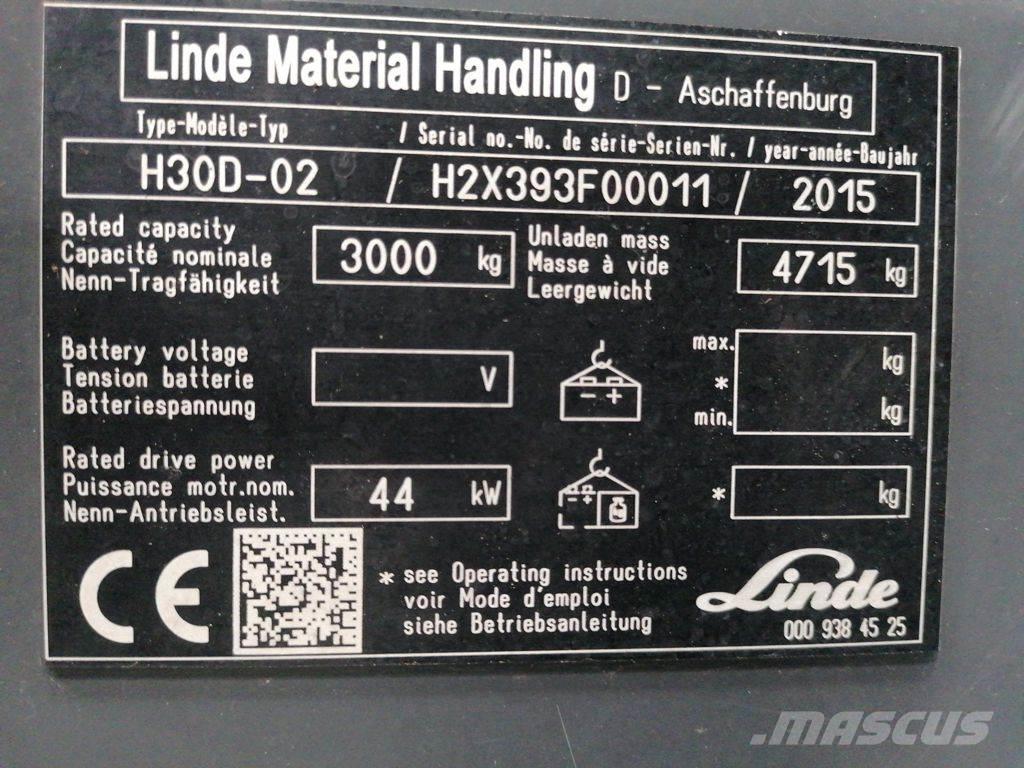 Linde Material Handling D - Aschaffenburg
Type-Modèle-Typ / Serial no.-No. de série-Serien-Nr. / year-année-Baujahr
H30D-02 / H2X393F00011 / 2015
Rated capacity
Capacité nominale
Nenn-Tragfähigkeit
3000 kg
Unladen mass
Masse à vide
Leergewicht
4715 kg
Battery voltage
Tension batterie
Batteriespannung
V
- +
max. kg
*
min. kg
Rated drive power
Puissance motr.nom.
Nenn-Antriebsleist.
44 kW
- +
* kg
CE
* see Operating instructions
voir Mode d'emploi
siehe Betriebsanleitung
Linde
000 938 45 25
.MASCUS